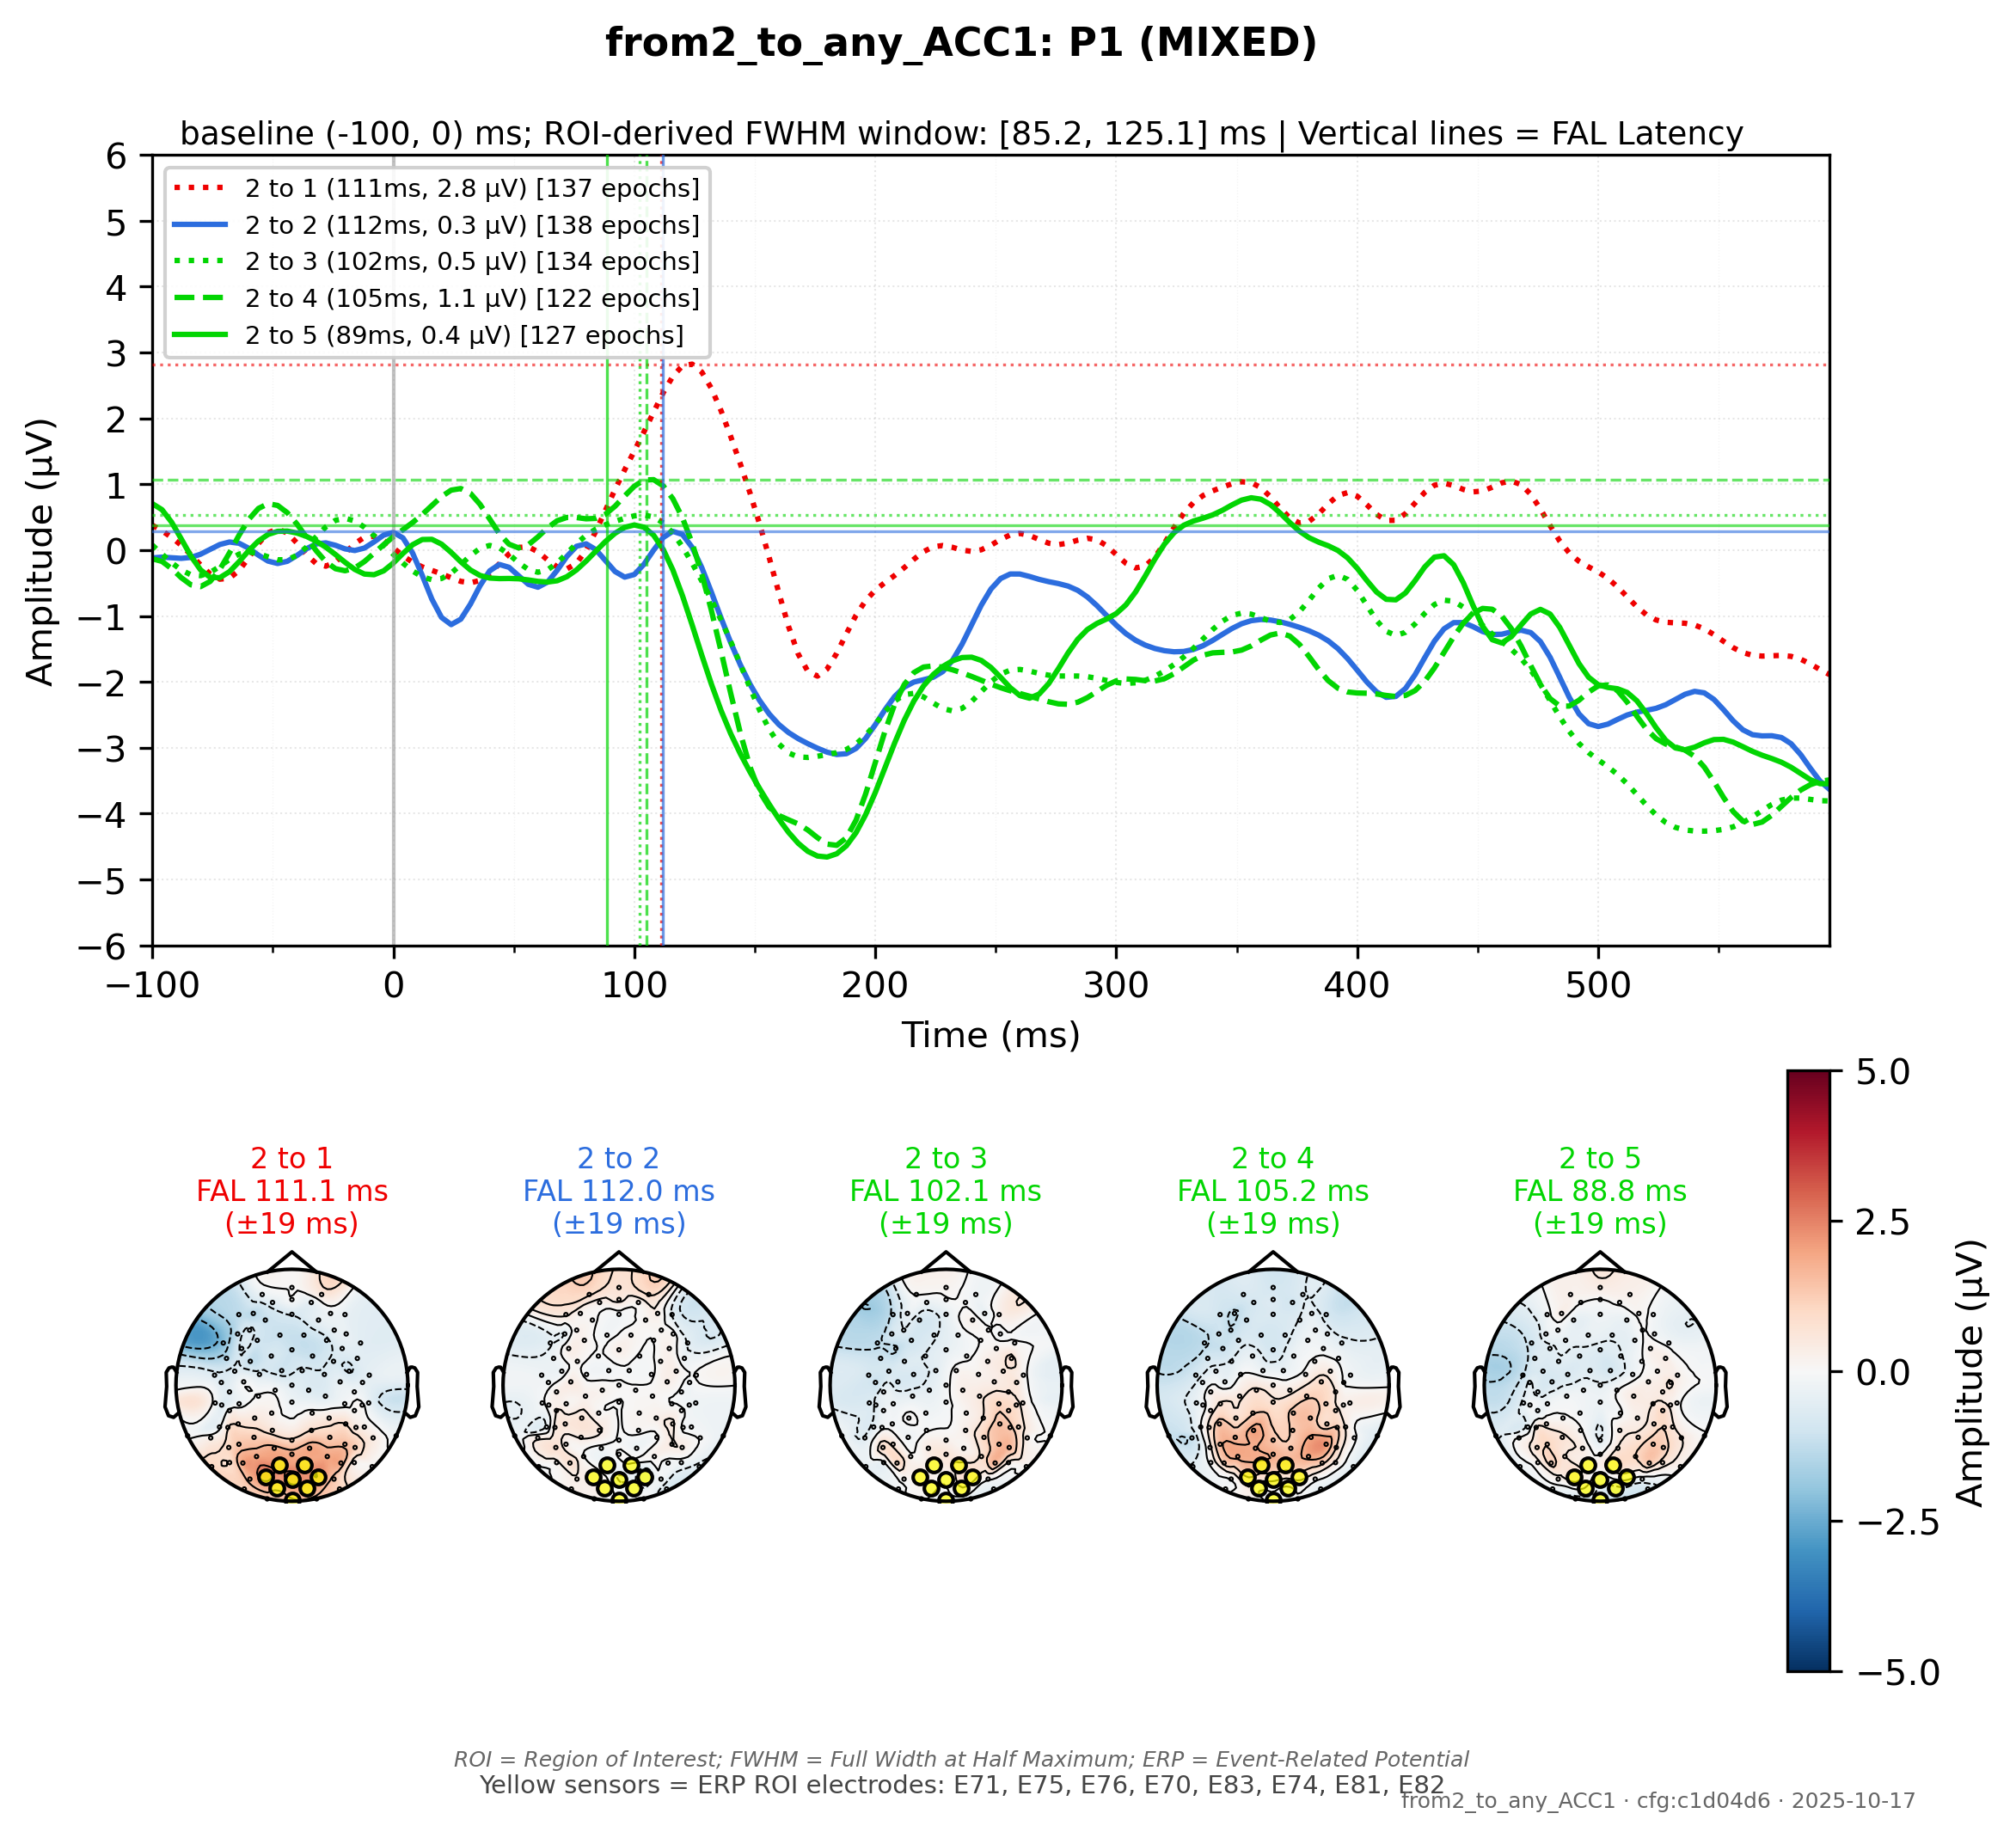 from2_to_any_ACC1: P1 (MIXED)
baseline (-100, 0) ms; ROI-derived FWHM window: [85.2, 125.1] ms | Vertical lines = FAL Latency
2 to 1 (111ms, 2.8 µV) [137 epochs]
2 to 2 (112ms, 0.3 µV) [138 epochs]
2 to 3 (102ms, 0.5 µV) [134 epochs]
2 to 4 (105ms, 1.1 µV) [122 epochs]
2 to 5 (89ms, 0.4 µV) [127 epochs]
6
5
4
3
2
1
0
−1
−2
−3
−4
−5
−6
Amplitude (µV)
−100
0
100
200
300
400
500
Time (ms)
2 to 1
FAL 111.1 ms
(±19 ms)
2 to 2
FAL 112.0 ms
(±19 ms)
2 to 3
FAL 102.1 ms
(±19 ms)
2 to 4
FAL 105.2 ms
(±19 ms)
2 to 5
FAL 88.8 ms
(±19 ms)
5.0
2.5
0.0
−2.5
−5.0
Amplitude (µV)
ROI = Region of Interest; FWHM = Full Width at Half Maximum; ERP = Event-Related Potential
Yellow sensors = ERP ROI electrodes: E71, E75, E76, E70, E83, E74, E81, E82
from2_to_any_ACC1 · cfg:c1d04d6 · 2025-10-17